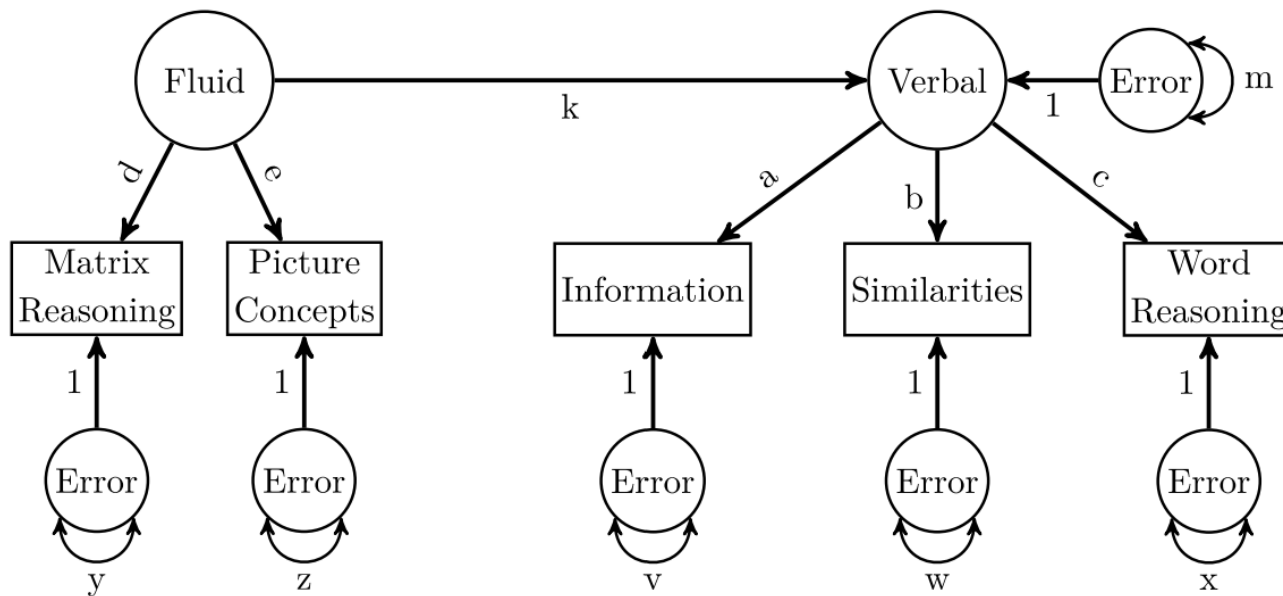 Fluid
Verbal
Error
m
k
1
d
e
a
b
c
Matrix
Reasoning
Picture
Concepts
Information
Similarities
Word
Reasoning
1
1
1
1
1
Error
Error
Error
Error
Error
y
z
v
w
x